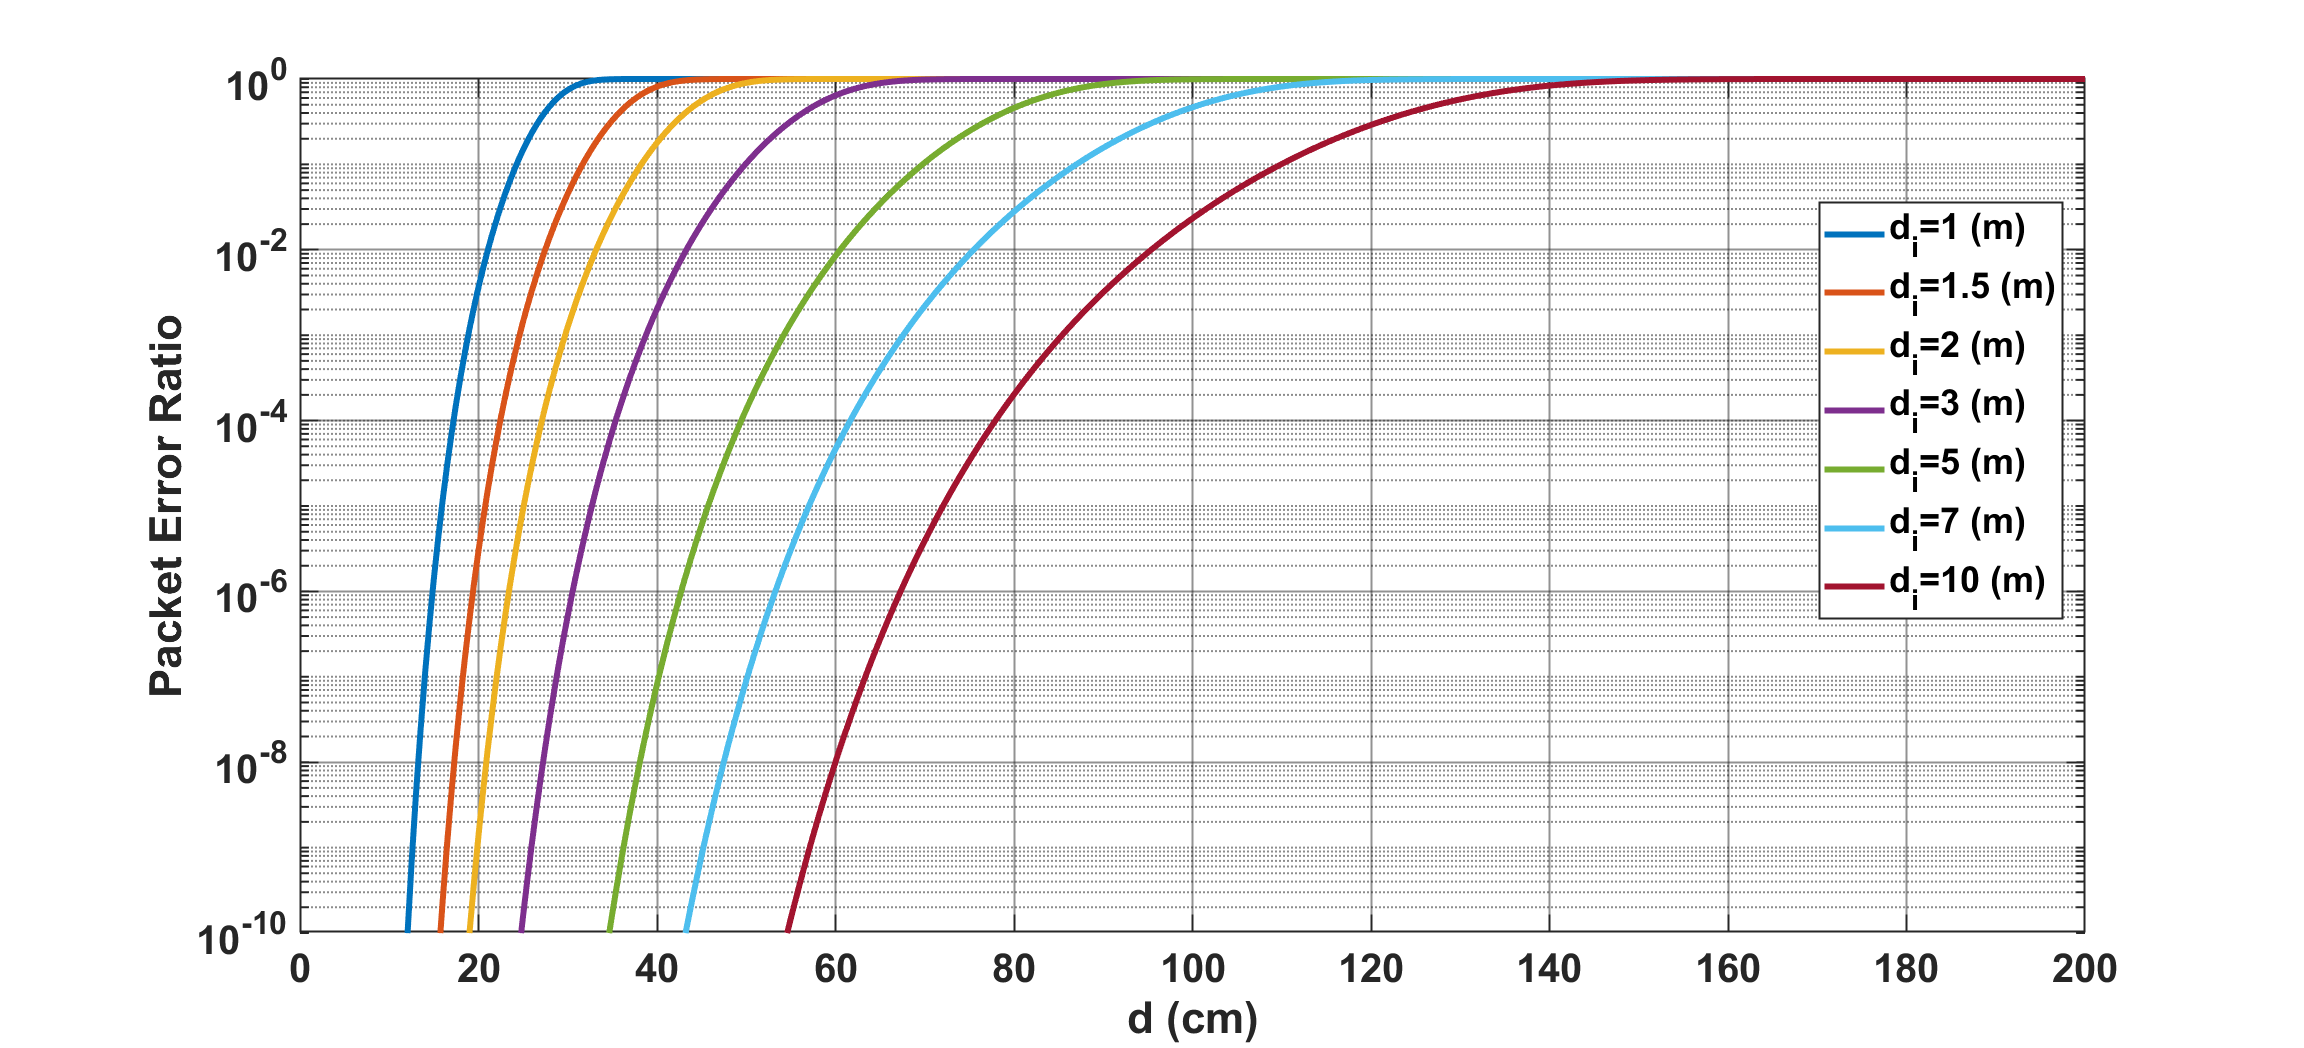 Packet Error Ratio
10^0
10^-2
10^-4
10^-6
10^-8
10^-10
0 20 40 60 80 100 120 140 160 180 200
d (cm)
d_i=1 (m)
d_i=1.5 (m)
d_i=2 (m)
d_i=3 (m)
d_i=5 (m)
d_i=7 (m)
d_i=10 (m)